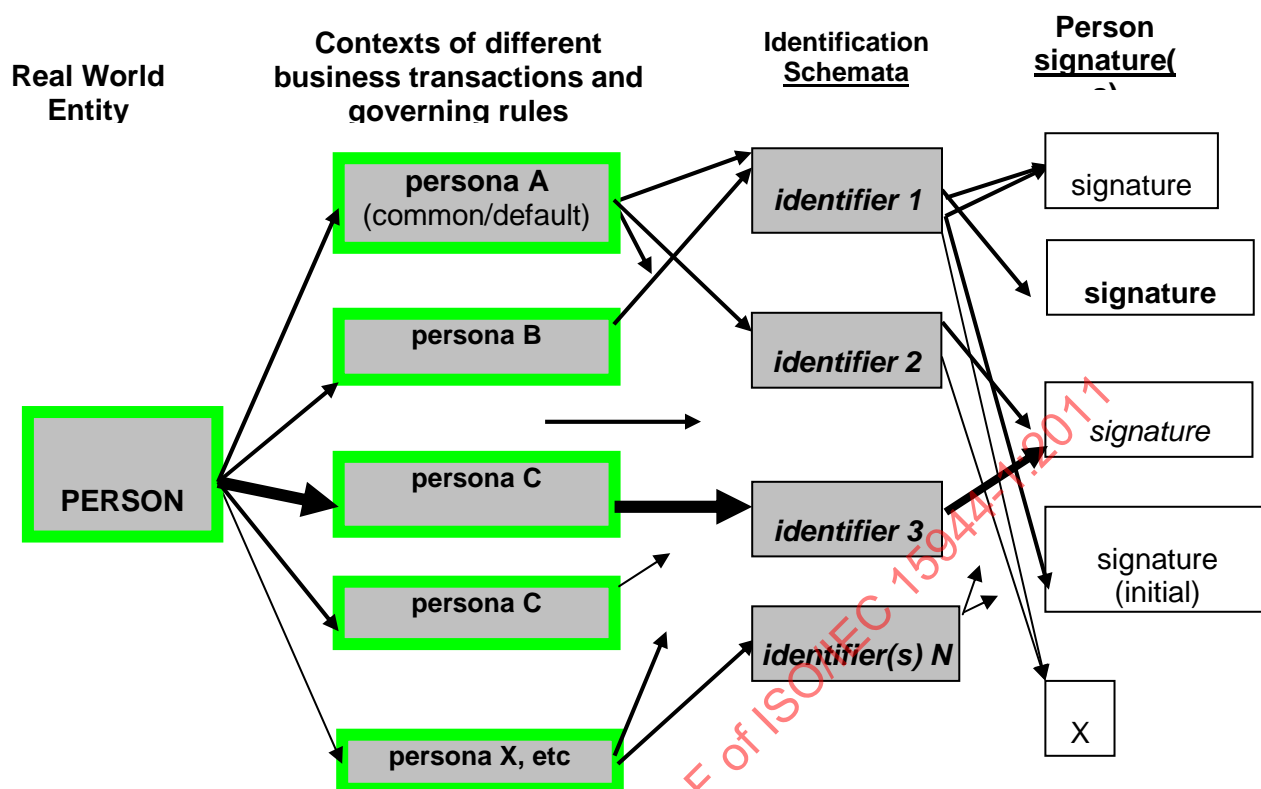 Real World
Entity
Contexts of different
business transactions and
governing rules
Identification
Schemata
Person
signature(
s)
persona A
(common/default)
persona B
persona C
persona C
persona X, etc
PERSON
identifier 1
identifier 2
identifier 3
identifier(s) N
signature
signature
signature
signature
(initial)
X
F of ISO/IEC 15944-1:2011